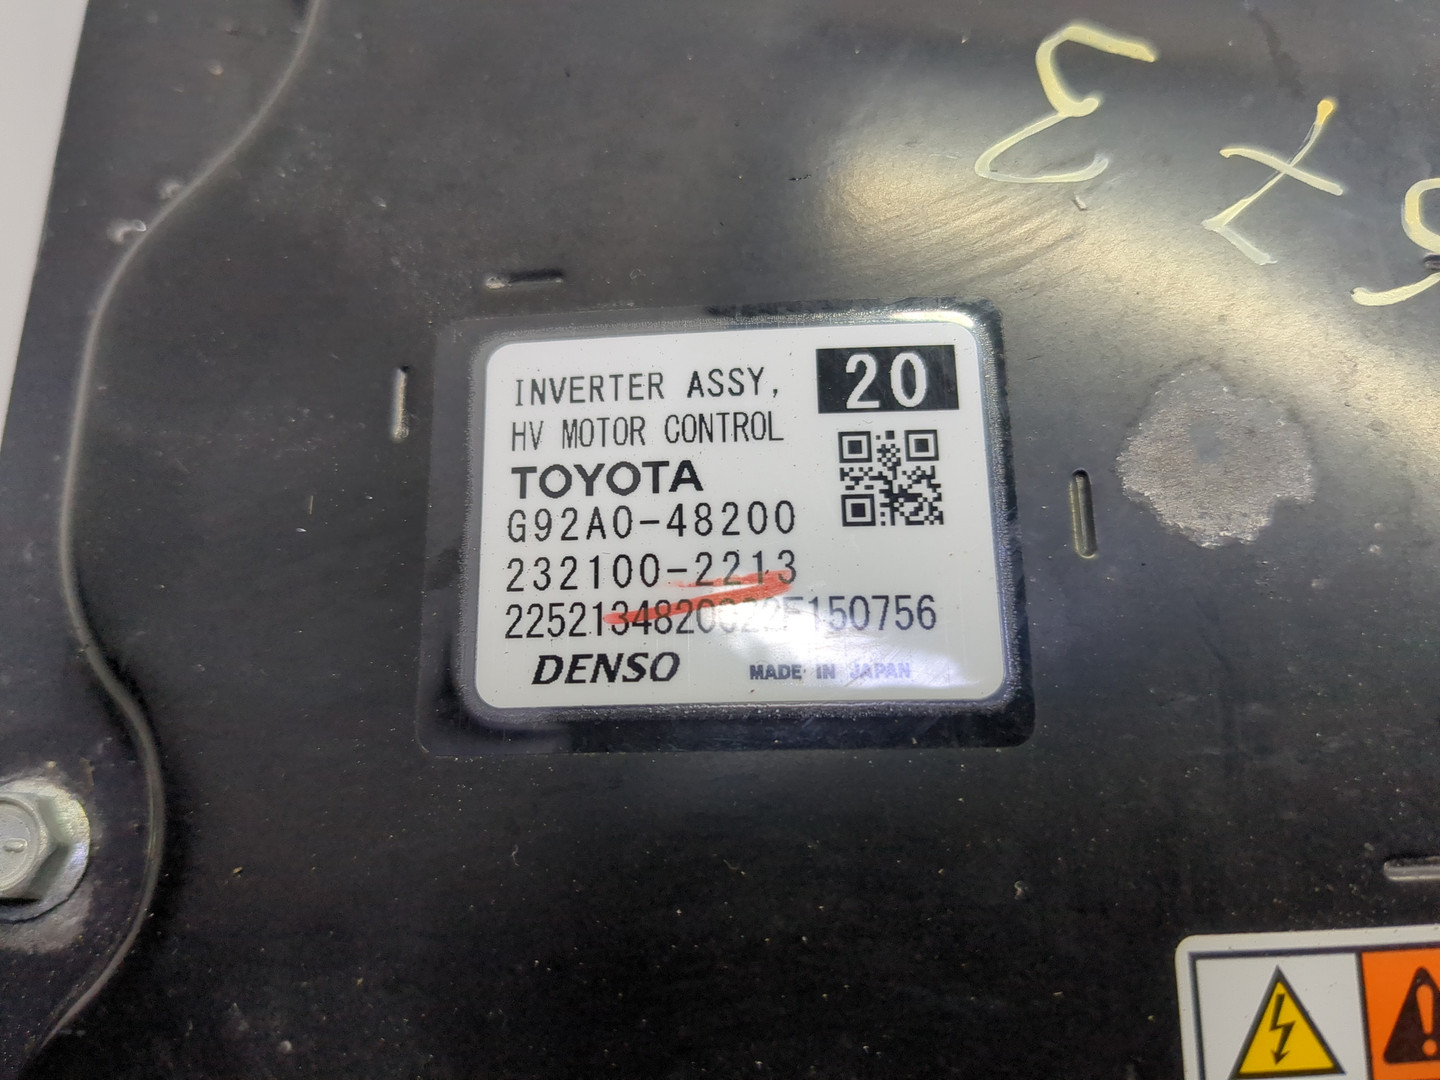 INVERTER ASSY,
20
HV MOTOR CONTROL
TOYOTA
G92A0-48200
232100-2213
DENSO
MADE IN JAPAN